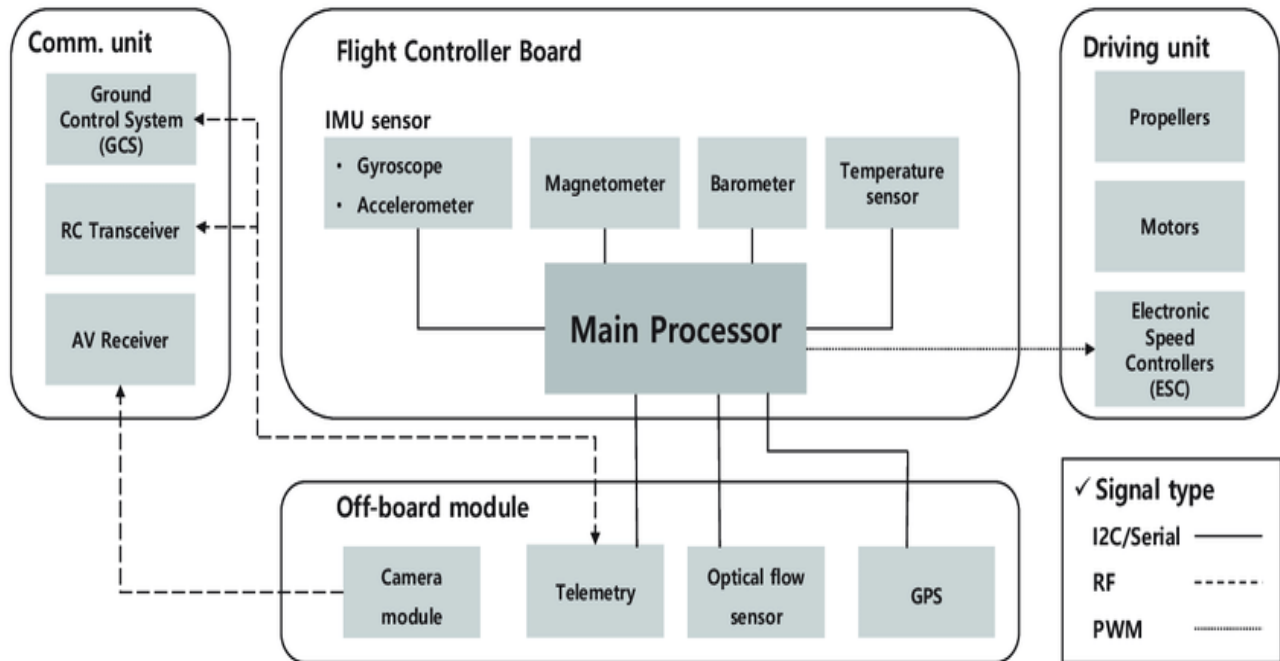 Comm. unit
Ground
Control System
(GCS)
RC Transceiver
AV Receiver
Flight Controller Board
IMU sensor
• Gyroscope
• Accelerometer
Magnetometer
Barometer
Temperature
sensor
Main Processor
Driving unit
Propellers
Motors
Electronic
Speed
Controllers
(ESC)
Off-board module
Camera
module
Telemetry
Optical flow
sensor
GPS
✓ Signal type
I2C/Serial
RF
PWM